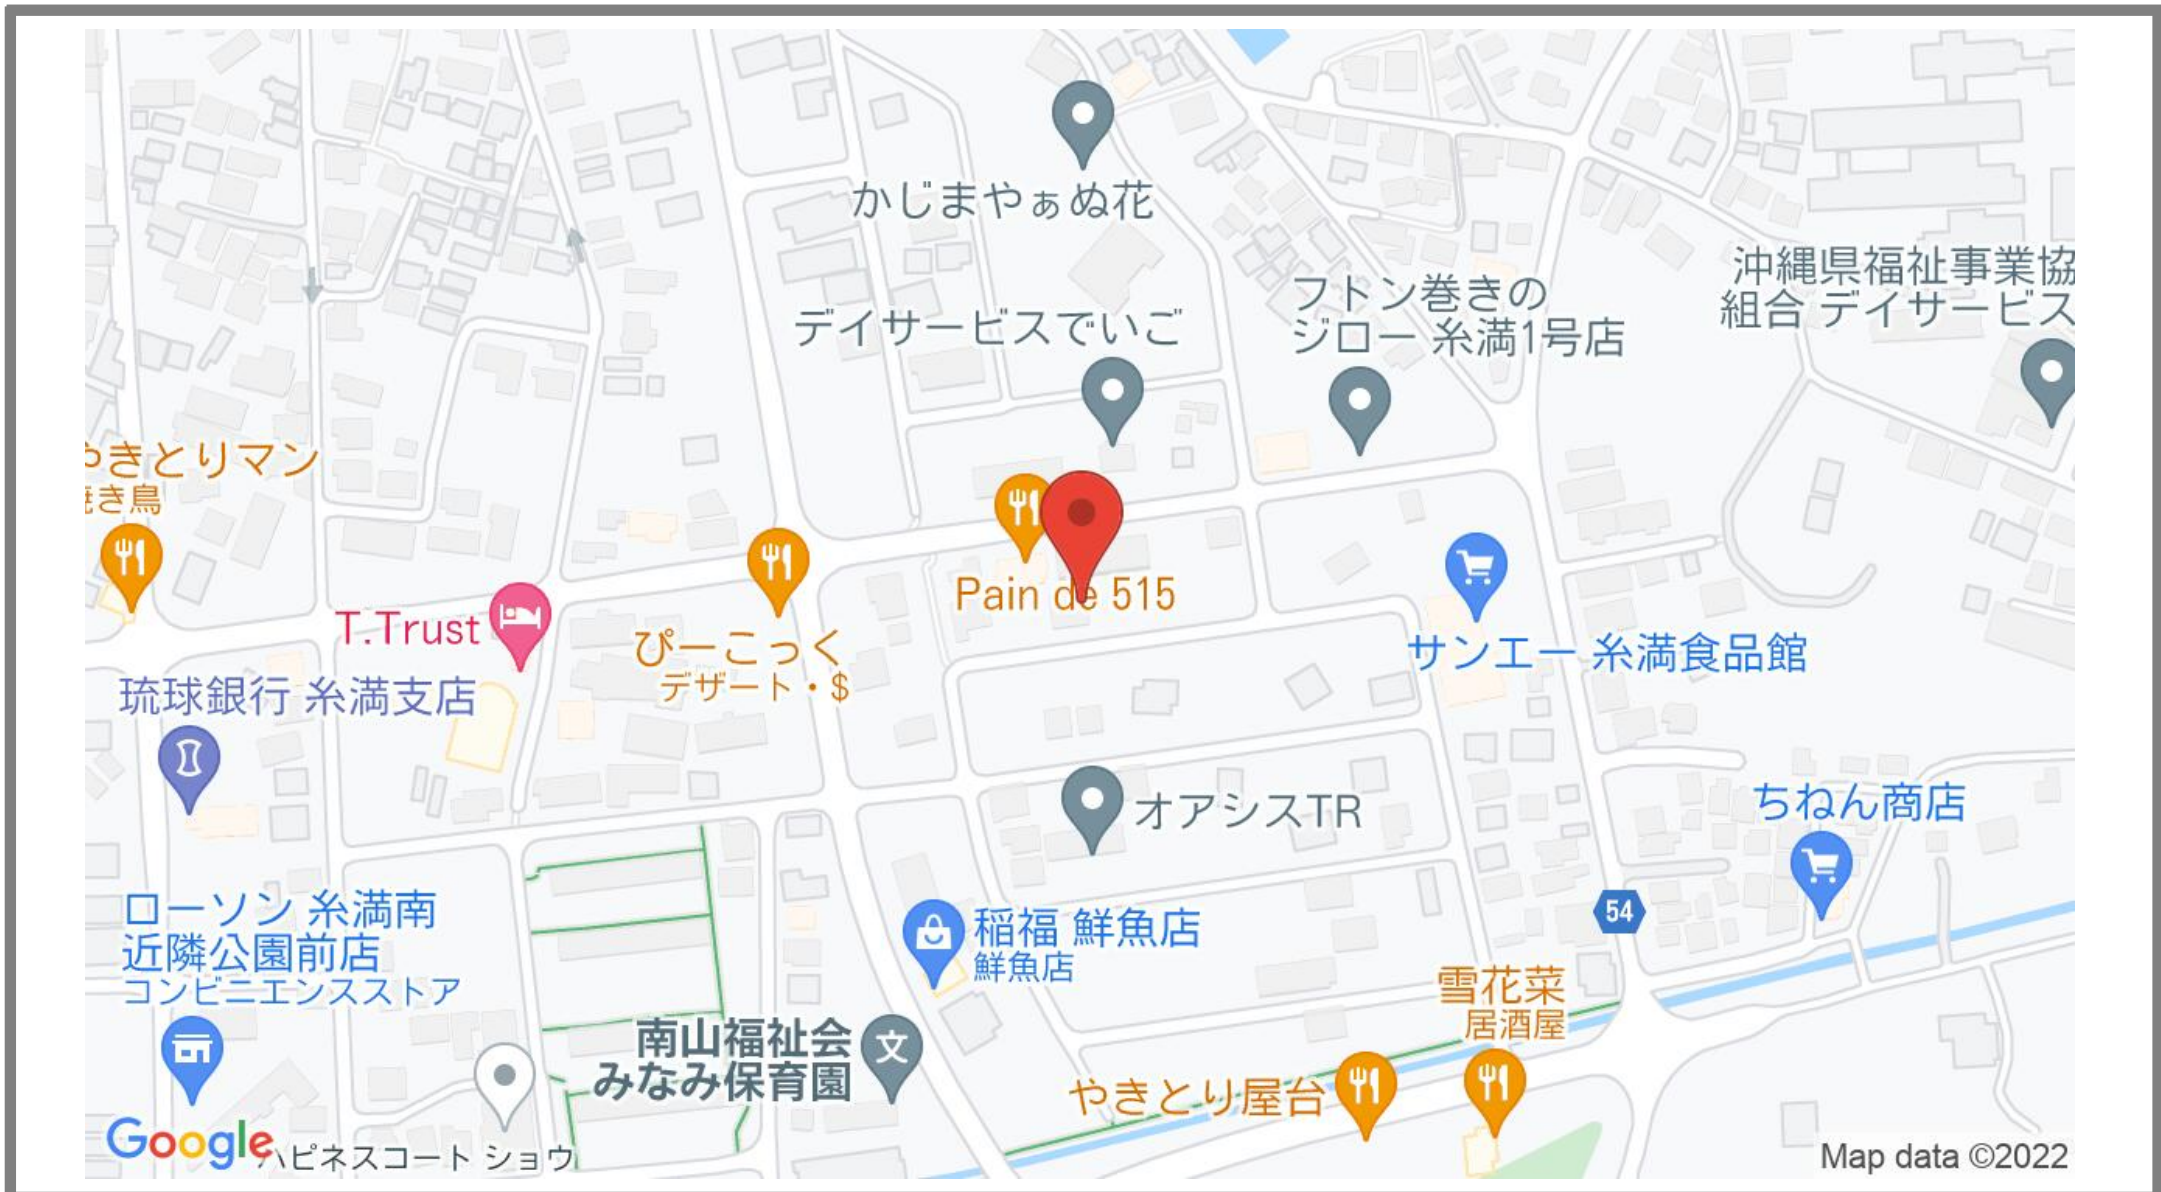 かじまやぁぬ花
デイサービスでいご
フトン巻きの
ジロー 糸満1号店
沖縄県福祉事業協
組合 デイサービス
やきとりマン
焼き鳥
Pain de 515
T.Trust
ぴーこっく
デザート・$
サンエー 糸満食品館
琉球銀行 糸満支店
オアシスTR
ちねん商店
ローソン 糸満南
近隣公園前店
コンビニエンスストア
稲福 鮮魚店
鮮魚店
54
雪花菜
居酒屋
南山福祉会
みなみ保育園
文
やきとり屋台
Google
ハピネスコート ショウ
Map data ©2022